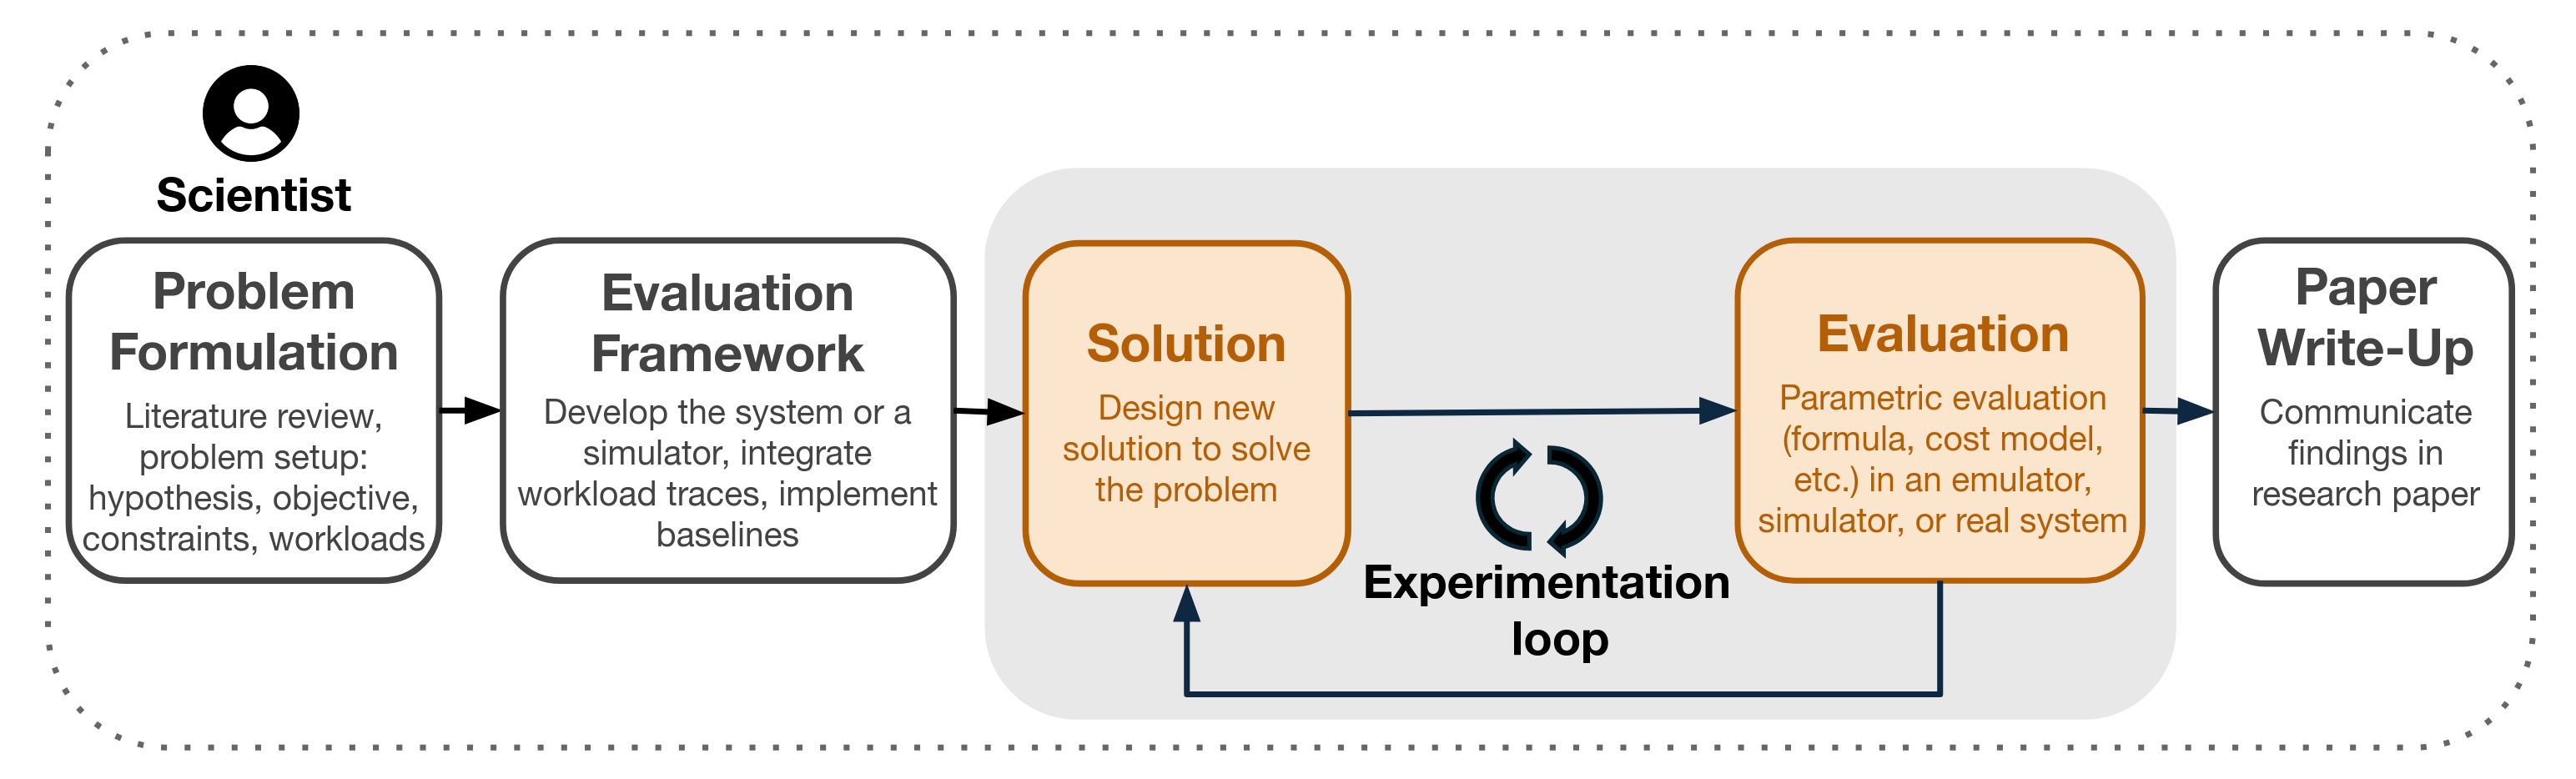 Scientist
Problem
Formulation
Literature review,
problem setup:
hypothesis, objective,
constraints, workloads
Evaluation
Framework
Develop the system or a
simulator, integrate
workload traces, implement
baselines
Solution
Design new
solution to solve
the problem
Experimentation
loop
Evaluation
Parametric evaluation
(formula, cost model,
etc.) in an emulator,
simulator, or real system
Paper
Write-Up
Communicate
findings in
research paper